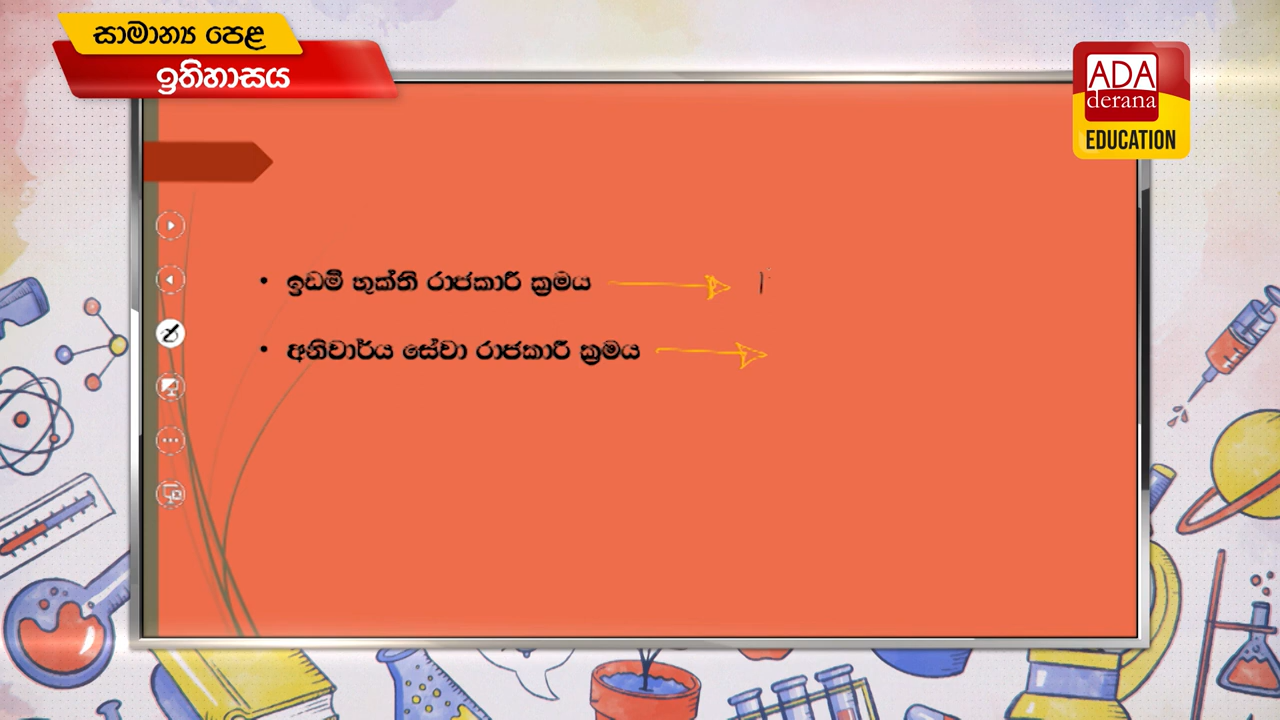 සාමාන්‍ය පෙළ
ඉතිහාසය
ADA
derana
EDUCATION
• ඉඩම් භුක්ති රාජකාරී ක්‍රමය
• අනිවාර්ය සේවා රාජකාරී ක්‍රමය